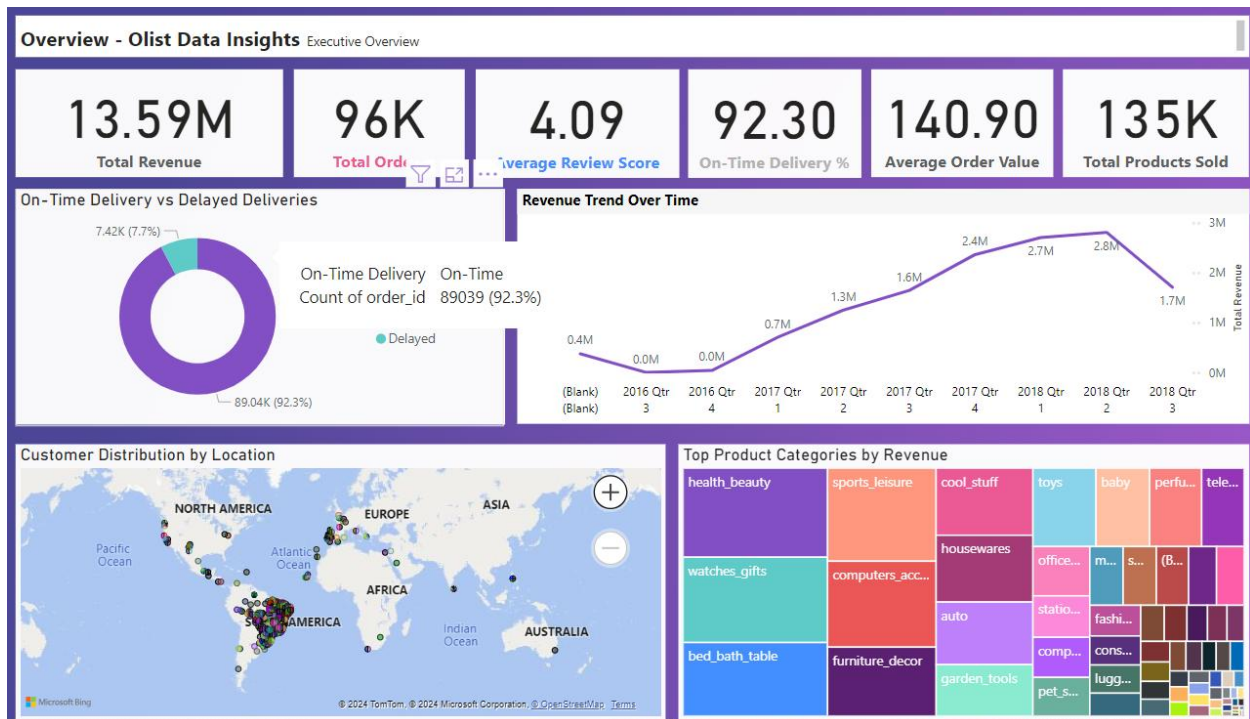 Overview - Olist Data Insights Executive Overview
13.59M
Total Revenue
96K
Total Orde
4.09
Average Review Score
92.30
On-Time Delivery %
140.90
Average Order Value
135K
Total Products Sold
On-Time Delivery vs Delayed Deliveries
7.42K (7.7%)
On-Time Delivery On-Time
Count of order_id 89039 (92.3%)
Delayed
89.04K (92.3%)
Revenue Trend Over Time
3M
2M
1M
0M
Total Revenue
0.4M
0.0M
0.0M
0.7M
1.3M
1.6M
2.4M
2.7M
2.8M
1.7M
(Blank) 2016 Qtr 2016 Qtr 2017 Qtr 2017 Qtr 2017 Qtr 2017 Qtr 2018 Qtr 2018 Qtr 2018 Qtr
(Blank) 3 4 1 2 3 4 1 2 3
Customer Distribution by Location
NORTH AMERICA
EUROPE
ASIA
Pacific
Ocean
Atlantic
Ocean
AFRICA
AMERICA
Indian
Ocean
AUSTRALIA
Microsoft Bing
© 2024 TomTom, © 2024 Microsoft Corporation, © OpenStreetMap Terms
Top Product Categories by Revenue
health_beauty
watches_gifts
bed_bath_table
sports_leisure
computers_acc...
furniture_decor
cool_stuff
housewares
auto
garden_tools
toys
baby
perfu...
tele...
office...
m...
s...
(B...
statio...
fashi...
comp...
cons...
pet_s...
lugg...